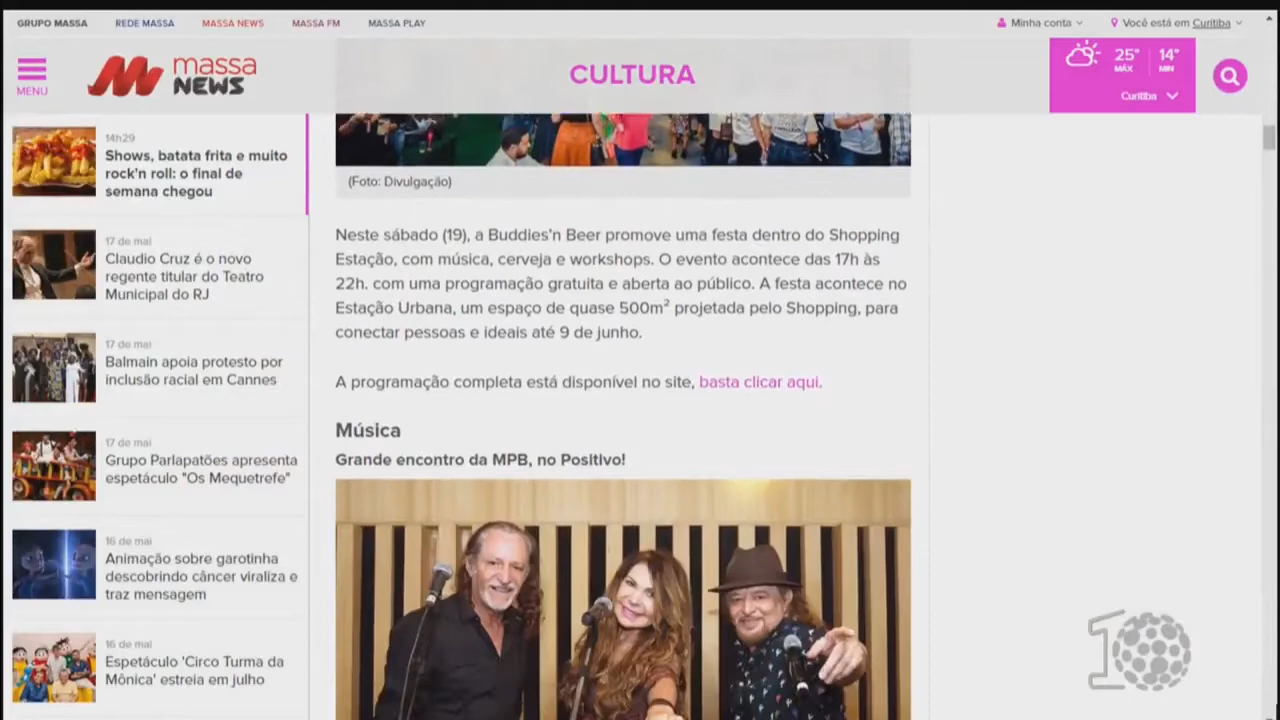 GRUPO MASSA REDE MASSA MASSA NEWS MASSA FM MASSA PLAY
Minha conta Você está em Curitiba
MENU
massa
NEWS
CULTURA
25° 14°
MÁX MIN
Curitiba
14h29
Shows, batata frita e muito
rock'n roll: o final de
semana chegou
17 de mai
Claudio Cruz é o novo
regente titular do Teatro
Municipal do RJ
17 de mai
Balmain apoia protesto por
inclusão racial em Cannes
17 de mai
Grupo Parlapatões apresenta
espetáculo "Os Mequetrefe"
16 de mai
Animação sobre garotinha
descobrindo câncer viraliza e
traz mensagem
16 de mai
Espetáculo 'Circo Turma da
Mônica' estreia em julho
(Foto: Divulgação)
Neste sábado (19), a Buddies'n Beer promove uma festa dentro do Shopping
Estação, com música, cerveja e workshops. O evento acontece das 17h às
22h. com uma programação gratuita e aberta ao público. A festa acontece no
Estação Urbana, um espaço de quase 500m² projetada pelo Shopping, para
conectar pessoas e ideais até 9 de junho.
A programação completa está disponível no site, basta clicar aqui.
Música
Grande encontro da MPB, no Positivo!
10